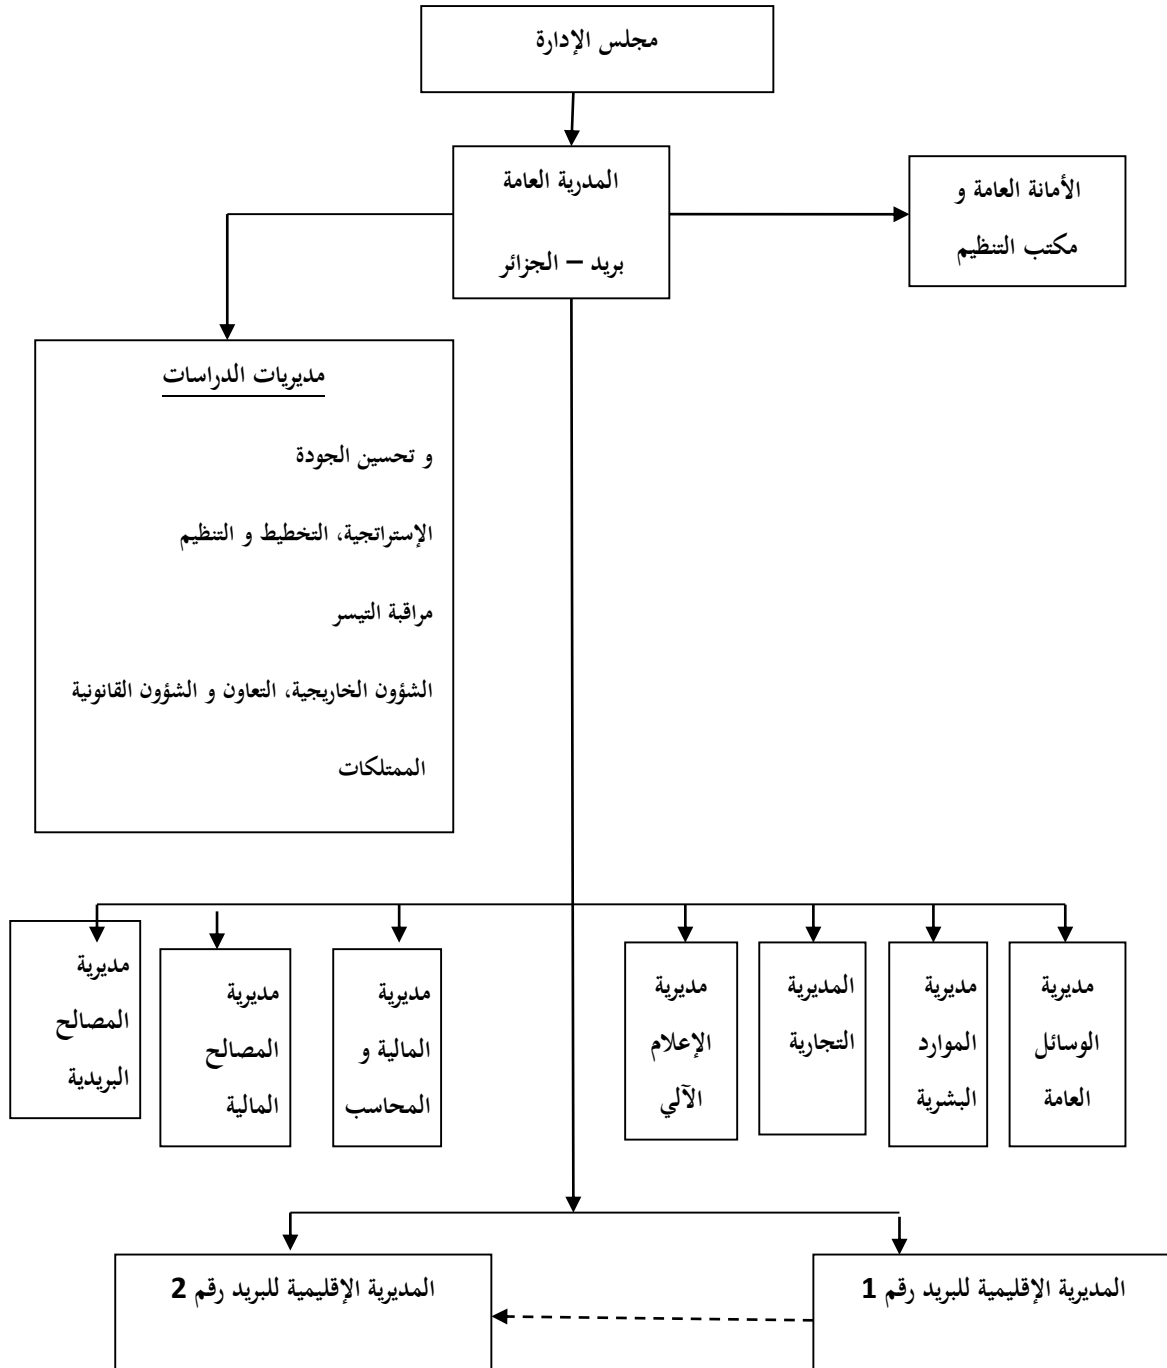 مجلس الإدارة
المدرية العامة
بريد – الجزائر
الأمانة العامة و
مكتب التنظيم
مديريات الدراسات
و تحسين الجودة
الإستراتجية، التخطيط و التنظيم
مراقبة التيسر
الشؤون الخاريجية، التعاون و الشؤون القانونية
الممتلكات
مديرية
الوسائل
العامة
مديرية
الموارد
البشرية
المديرية
التجارية
مديرية
الإعلام
الآلي
مديرية
المالية و
المحاسب
مديرية
المصالح
المالية
مديرية
المصالح
البريدية
المديرية الإقليمية للبريد رقم 1
المديرية الإقليمية للبريد رقم 2